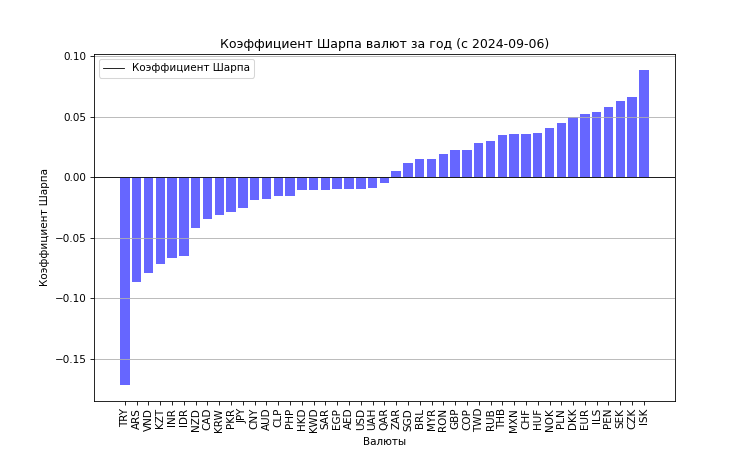 Коэффициент Шарпа валют за год (с 2024-09-06)
Коэффициент Шарпа
0.10
0.05
0.00
−0.05
−0.10
−0.15
Коэффициент Шарпа
TRY
ARS
VND
KZT
INR
IDR
NZD
CAD
KRW
PKR
JPY
CNY
AUD
CLP
PHP
HKD
KWD
SAR
EGP
AED
USD
UAH
QAR
ZAR
SGD
BRL
MYR
RON
GBP
COP
TWD
RUB
THB
MXN
CHF
HUF
NOK
PLN
DKK
EUR
ILS
PEN
SEK
CZK
ISK
Валюты